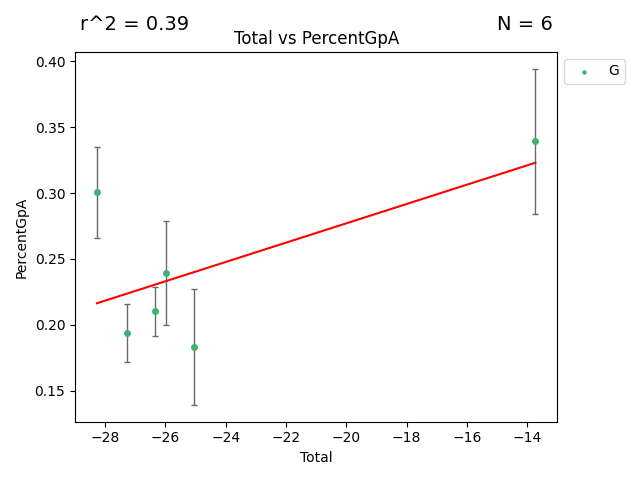 r^2 = 0.39
N = 6
Total vs PercentGpA
G
0.40
0.35
0.30
0.25
0.20
0.15
PercentGpA
−28
−26
−24
−22
−20
−18
−16
−14
Total